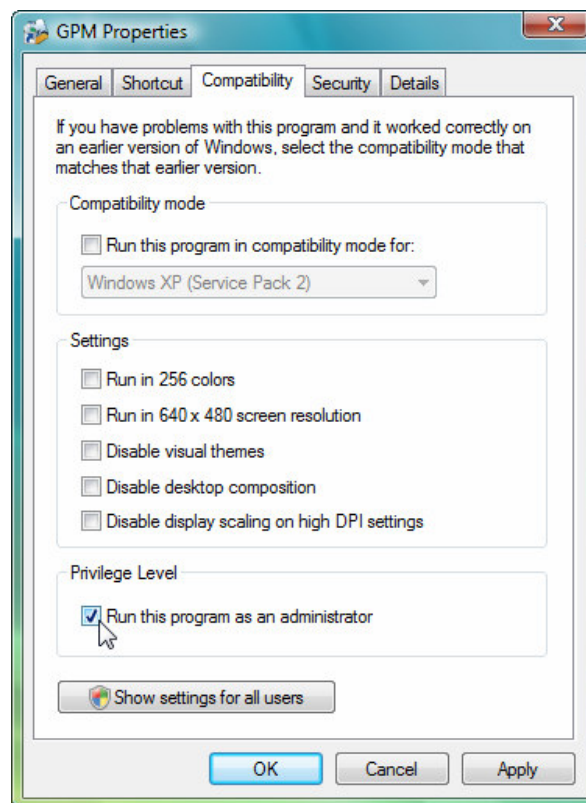 GPM Properties
General Shortcut Compatibility Security Details
If you have problems with this program and it worked correctly on
an earlier version of Windows, select the compatibility mode that
matches that earlier version.
Compatibility mode
Run this program in compatibility mode for:
Windows XP (Service Pack 2)
Settings
Run in 256 colors
Run in 640 x 480 screen resolution
Disable visual themes
Disable desktop composition
Disable display scaling on high DPI settings
Privilege Level
Run this program as an administrator
Show settings for all users
OK Cancel Apply